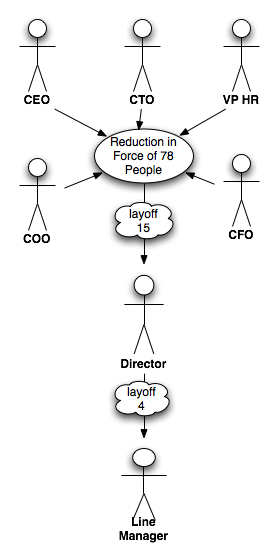 CEO
CTO
VP HR
Reduction in
Force of 78
People
COO
CFO
layoff
15
Director
layoff
4
Line
Manager